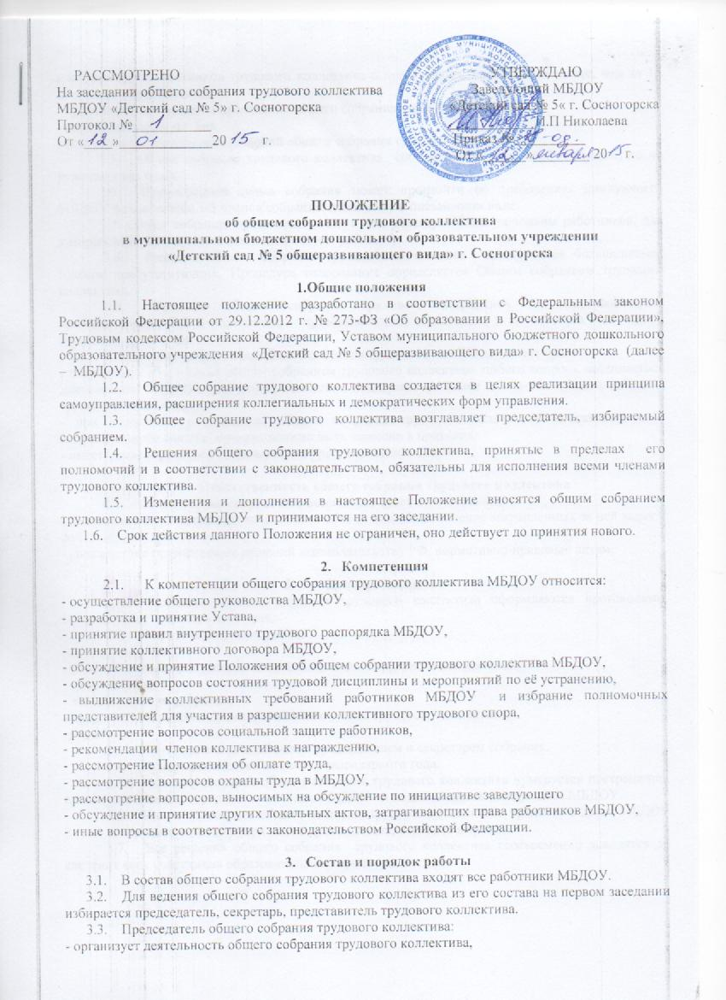 РАССМОТРЕНО
На заседании общего собрания трудового коллектива
МБДОУ «Детский сад № 5» г. Сосногорска
Протокол № 1
От « 12 » 01 2015 г.
УТВЕРЖДАЮ
Заведующий МБДОУ
«Детский сад № 5« г. Сосногорска
И.П Николаева
Приказ №
От « 12 » января 2015 г.
ПОЛОЖЕНИЕ
об общем собрании трудового коллектива
в муниципальном бюджетном дошкольном образовательном учреждении
«Детский сад № 5 общеразвивающего вида» г. Сосногорска
1.Общие положения
1.1. Настоящее положение разработано в соответствии с Федеральным законом
Российской Федерации от 29.12.2012 г. № 273-ФЗ «Об образовании в Российской Федерации»,
Трудовым кодексом Российской Федерации, Уставом муниципального бюджетного дошкольного
образовательного учреждения «Детский сад № 5 общеразвивающего вида» г. Сосногорска (далее
– МБДОУ).
1.2. Общее собрание трудового коллектива создается в целях реализации принципа
самоуправления, расширения коллегиальных и демократических форм управления.
1.3. Общее собрание трудового коллектива возглавляет председатель, избираемый
собранием.
1.4. Решения общего собрания трудового коллектива, принятые в пределах его
полномочий и в соответствии с законодательством, обязательны для исполнения всеми членами
трудового коллектива.
1.5. Изменения и дополнения в настоящее Положение вносятся общим собранием
трудового коллектива МБДОУ и принимаются на его заседании.
1.6. Срок действия данного Положения не ограничен, оно действует до принятия нового.
2. Компетенция
2.1. К компетенции общего собрания трудового коллектива МБДОУ относится:
- осуществление общего руководства МБДОУ,
- разработка и принятие Устава,
- принятие правил внутреннего трудового распорядка МБДОУ,
- принятие коллективного договора МБДОУ,
- обсуждение и принятие Положения об общем собрании трудового коллектива МБДОУ,
- обсуждение вопросов состояния трудовой дисциплины и мероприятий по её устранению,
- выдвижение коллективных требований работников МБДОУ и избрание полномочных
представителей для участия в разрешении коллективного трудового спора,
- рассмотрение вопросов социальной защите работников,
- рекомендации членов коллектива к награждению,
- рассмотрение Положения об оплате труда,
- рассмотрение вопросов охраны труда в МБДОУ,
- рассмотрение вопросов, выносимых на обсуждение по инициативе заведующего
- обсуждение и принятие других локальных актов, затрагивающих права работников МБДОУ,
- иные вопросы в соответствии с законодательством Российской Федерации.
3. Состав и порядок работы
3.1. В состав общего собрания трудового коллектива входят все работники МБДОУ.
3.2. Для ведения общего собрания трудового коллектива из его состава на первом заседании
избирается председатель, секретарь, представитель трудового коллектива.
3.3. Председатель общего собрания трудового коллектива:
- организует деятельность общего собрания трудового коллектива,